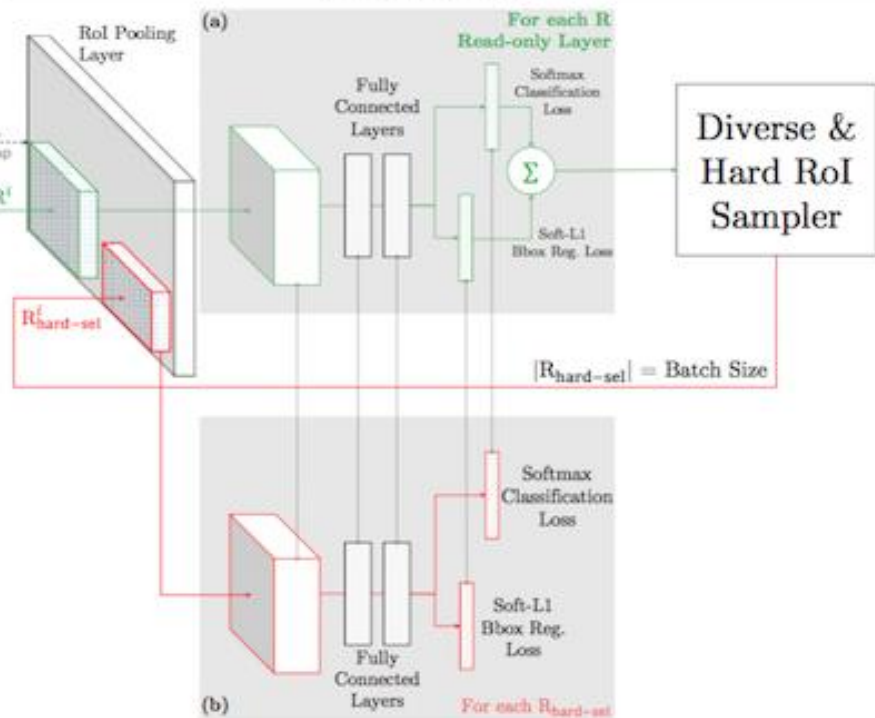 (a)
For each R
Read-only Layer
RoI Pooling
Layer
Fully
Connected
Layers
Softmax
Classification
Loss
Σ
Soft-L1
Bbox Reg. Loss
Diverse &
Hard RoI
Sampler
R^f_hard−sel
|R_hard−sel| = Batch Size
Softmax
Classification
Loss
Soft-L1
Bbox Reg.
Loss
Fully
Connected
Layers
(b)
For each R_hard−sel